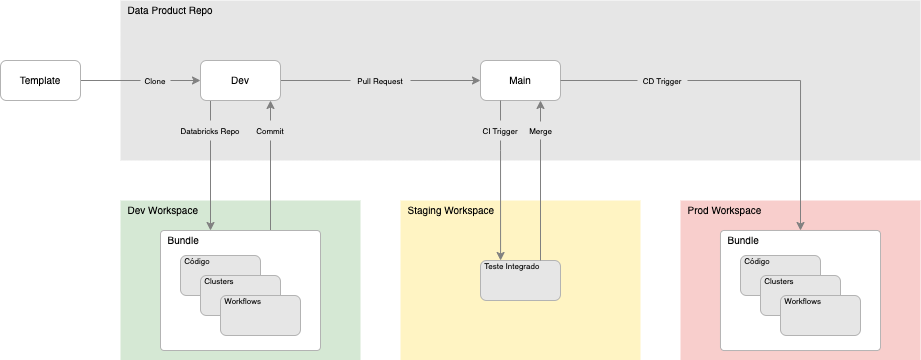 Data Product Repo
Template
Clone
Dev
Pull Request
Main
CD Trigger
Databricks Repo
Commit
CI Trigger
Merge
Dev Workspace
Bundle
Código
Clusters
Workflows
Staging Workspace
Teste Integrado
Prod Workspace
Bundle
Código
Clusters
Workflows